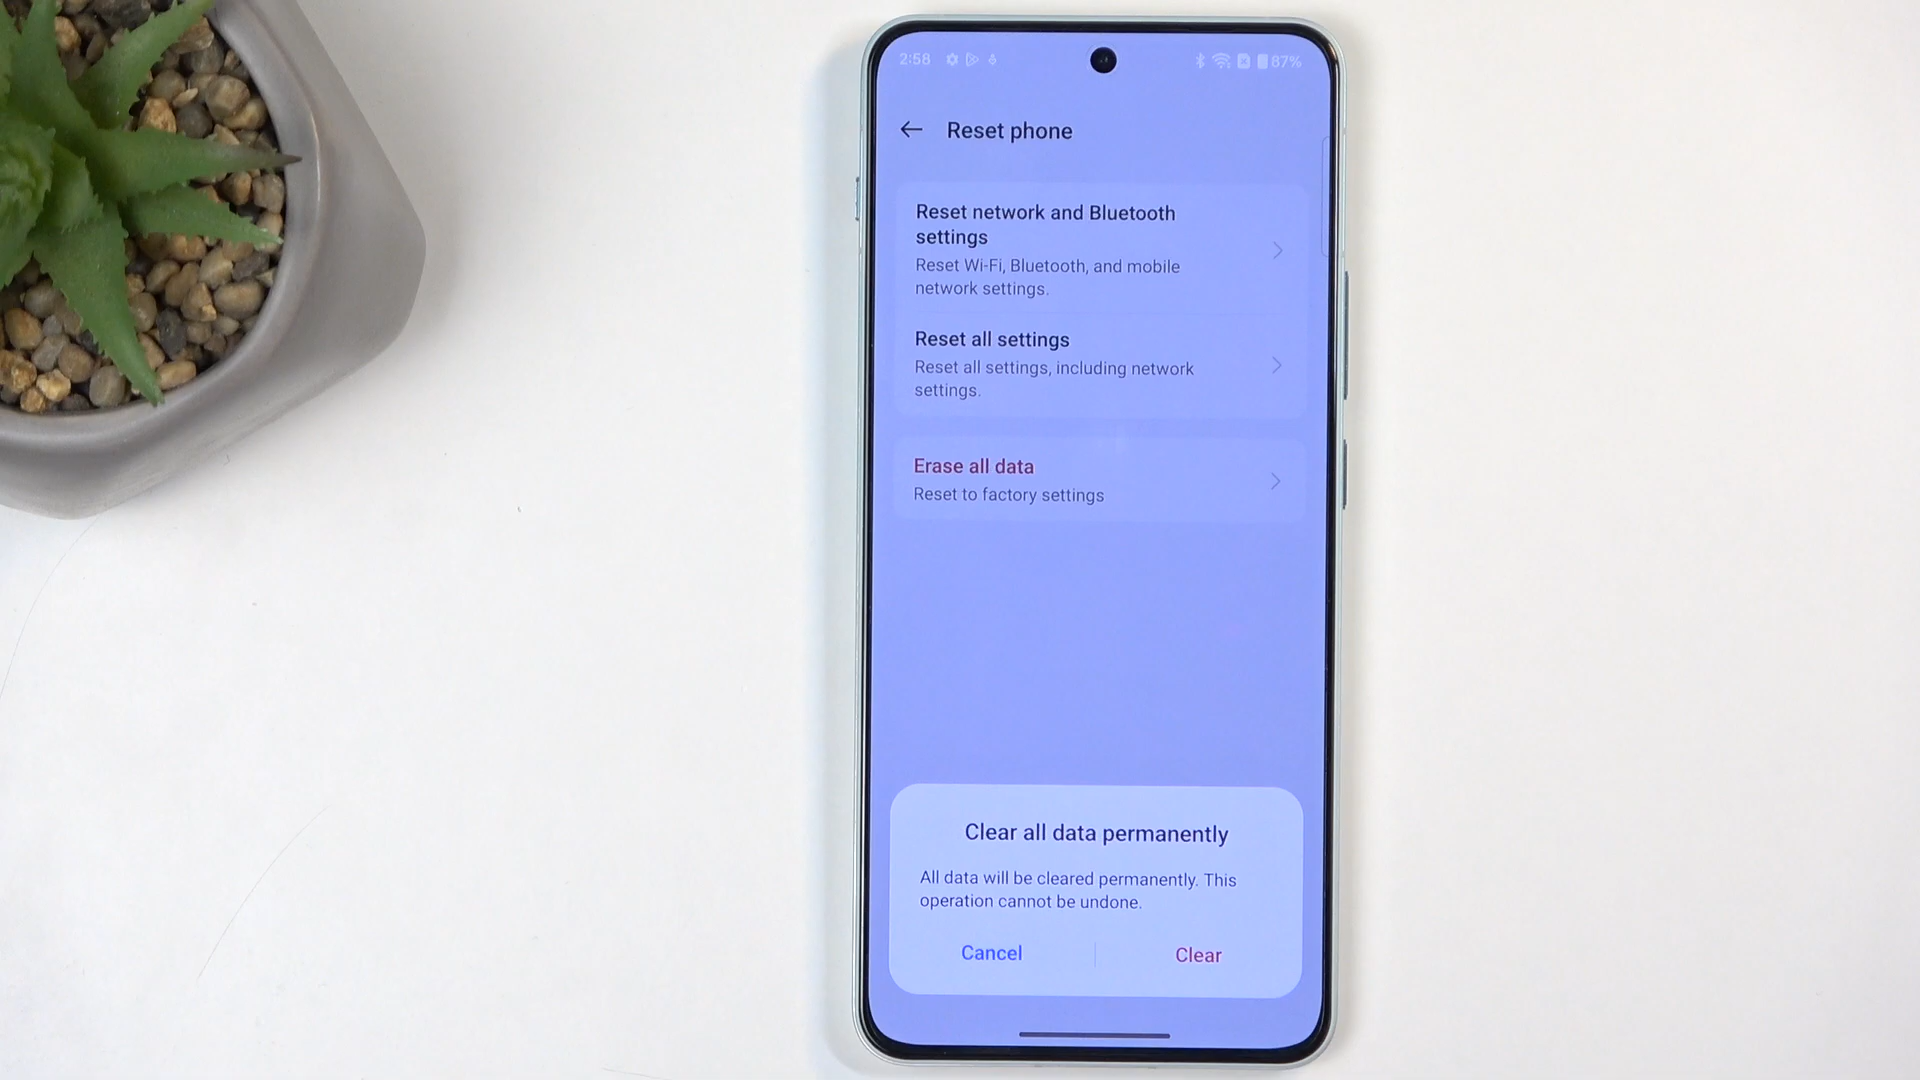 2:58
87%
Reset phone
Reset network and Bluetooth
settings
Reset Wi-Fi, Bluetooth, and mobile
network settings.
Reset all settings
Reset all settings, including network
settings.
Erase all data
Reset to factory settings
Clear all data permanently
All data will be cleared permanently. This
operation cannot be undone.
Cancel
Clear